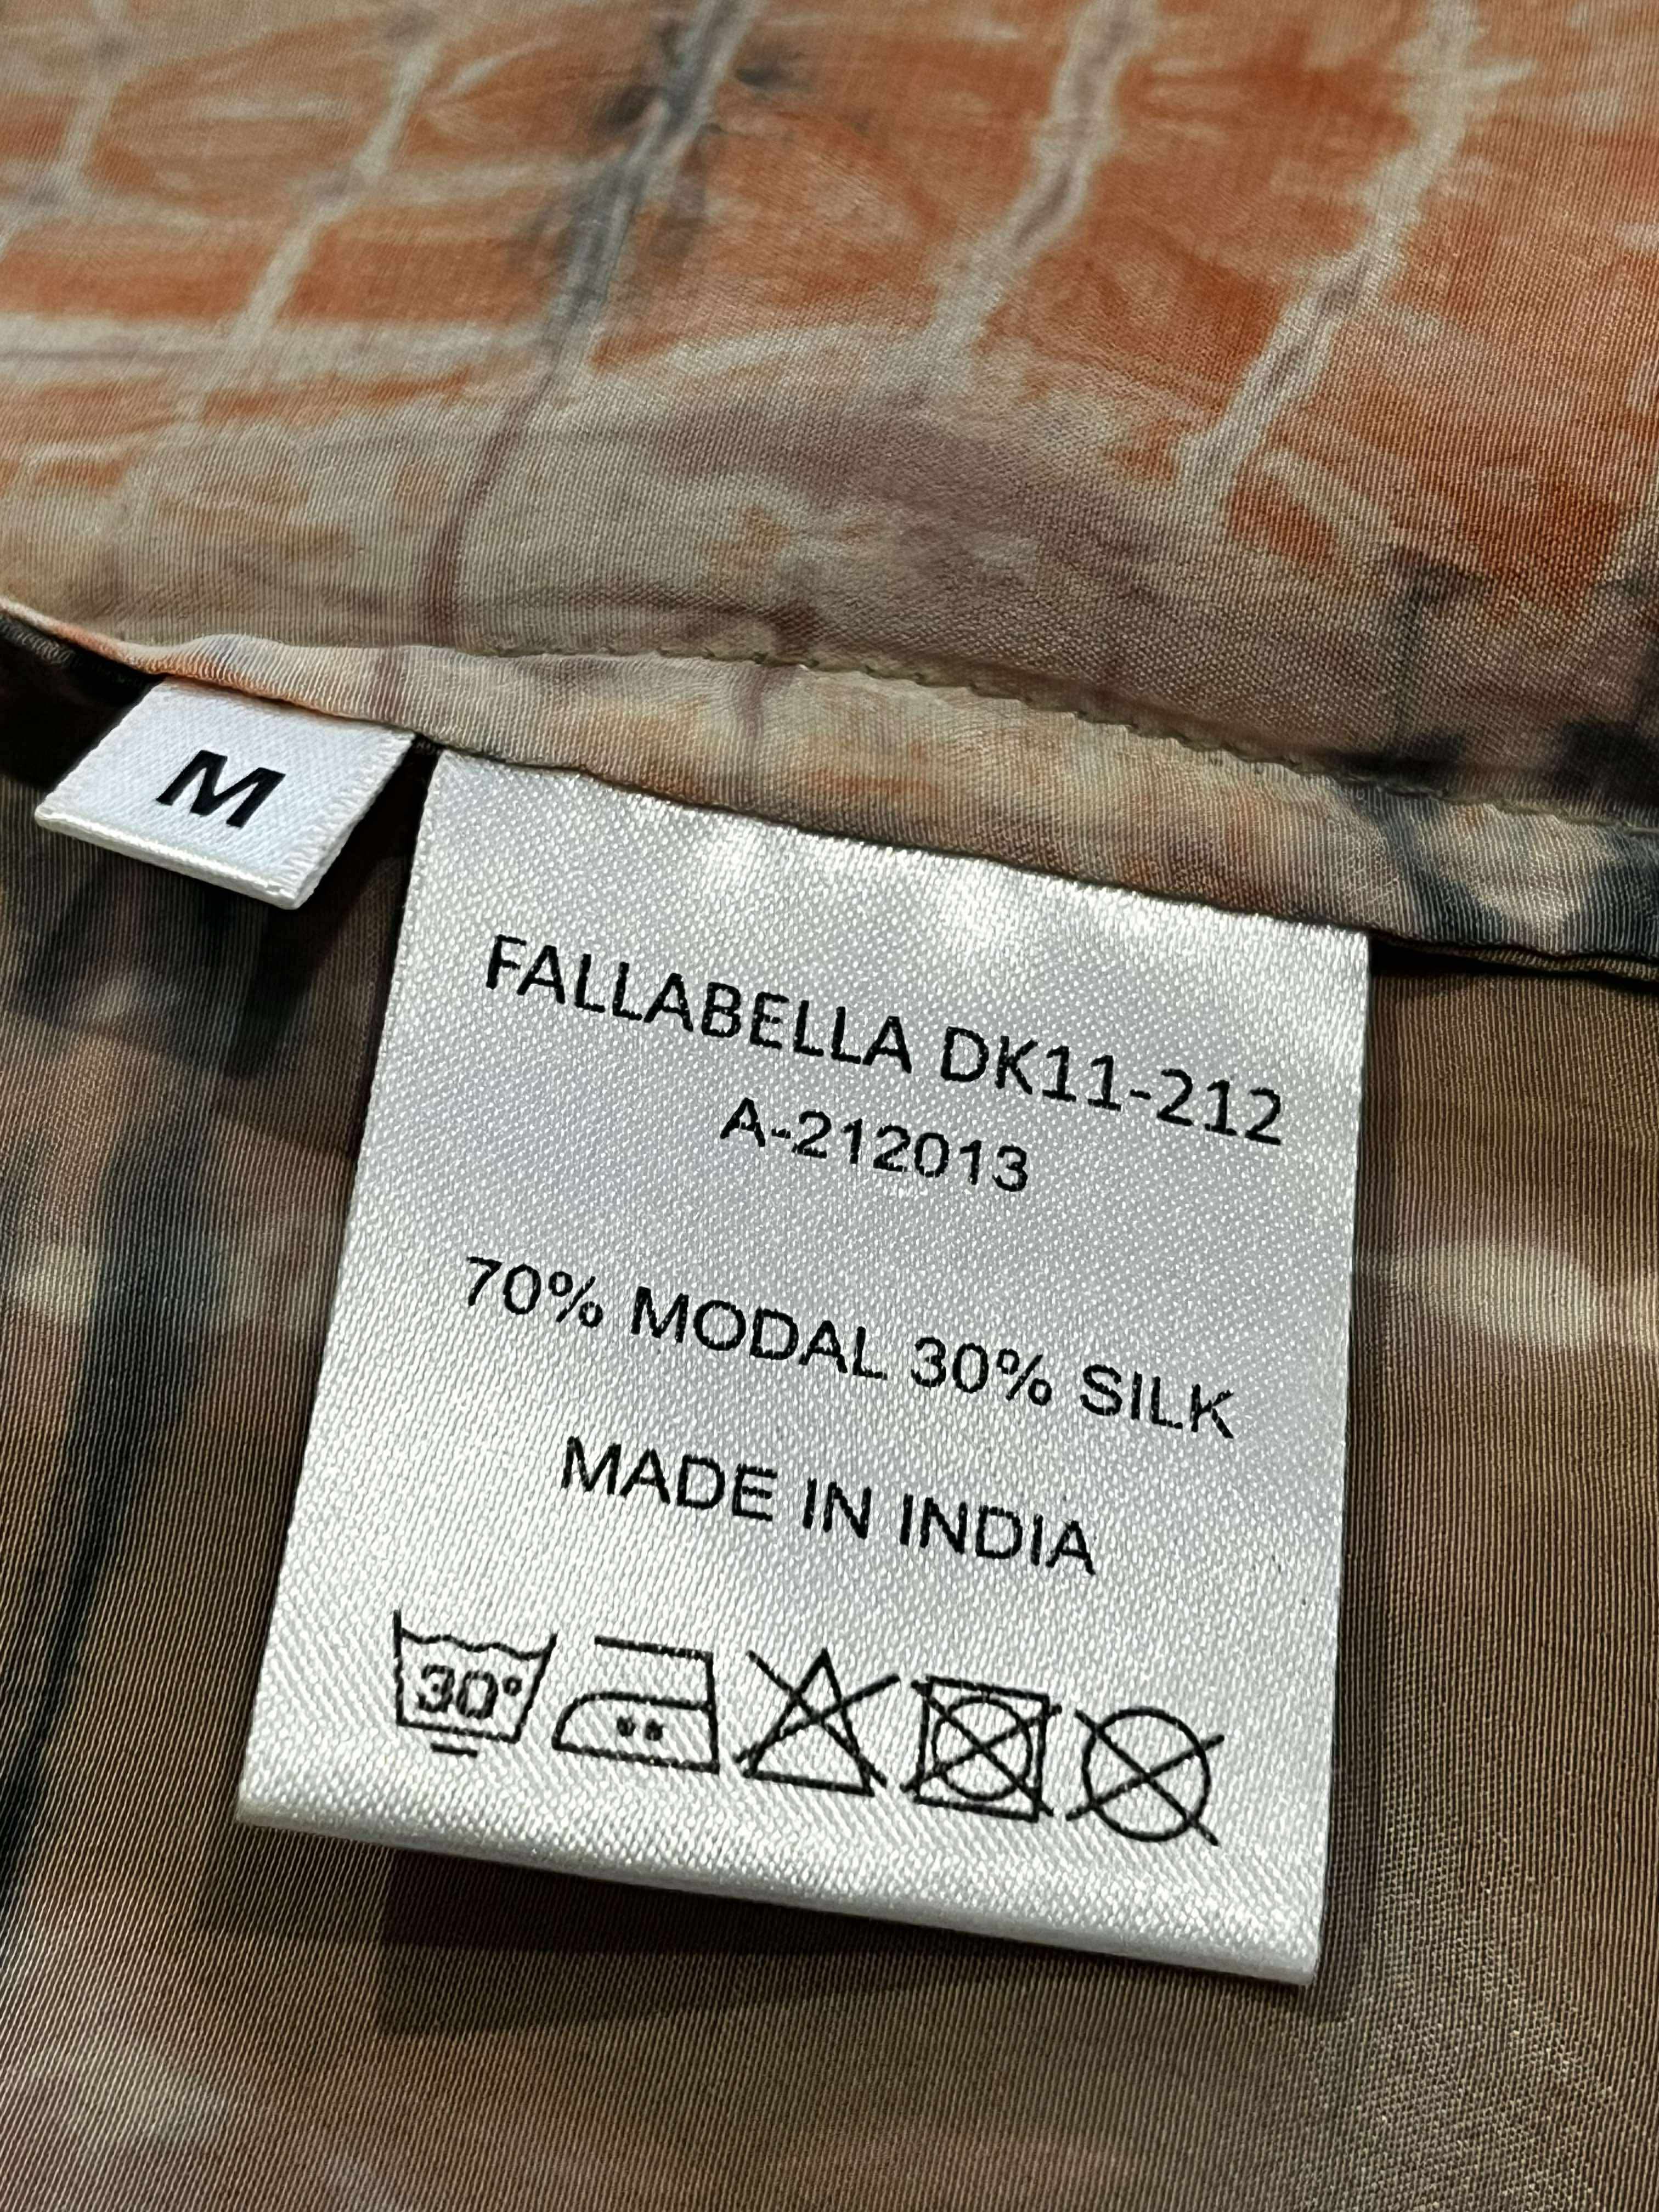 M
FALLABELLA DK11-212
A-212013
70% MODAL 30% SILK
MADE IN INDIA
30°